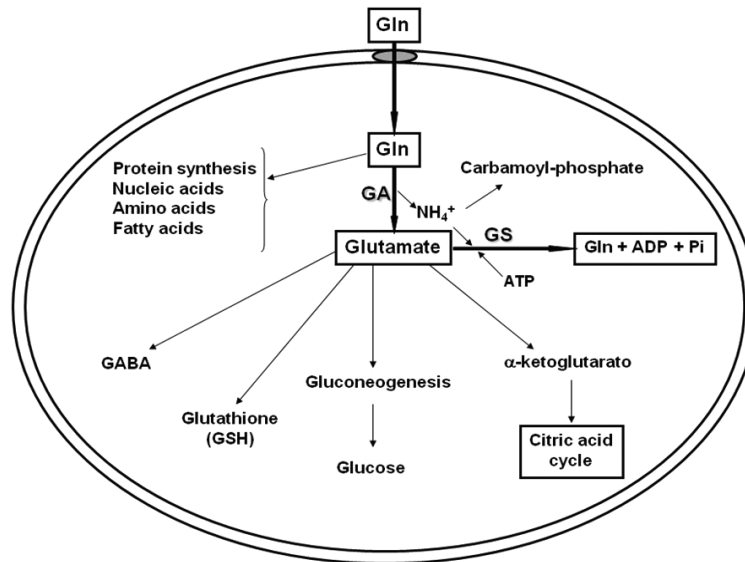 Gln
Gln
Protein synthesis
Nucleic acids
Amino acids
Fatty acids
Carbamoyl-phosphate
GA
NH4+
GS
Glutamate
Gln + ADP + Pi
ATP
GABA
Glutathione
(GSH)
Gluconeogenesis
Glucose
α-ketoglutarato
Citric acid
cycle